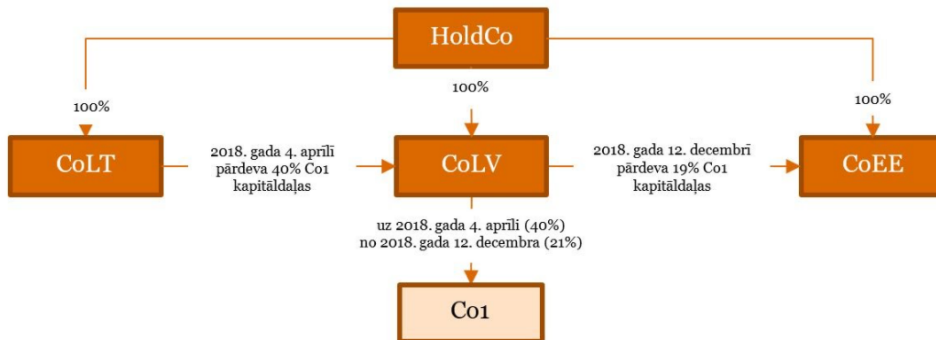 HoldCo
100%
100%
100%
CoLT
2018. gada 4. aprīlī
pārdeva 40% Co1
kapitāldaļas
CoLV
2018. gada 12. decembrī
pārdeva 19% Co1
kapitāldaļas
CoEE
uz 2018. gada 4. aprīli (40%)
no 2018. gada 12. decembra (21%)
Co1